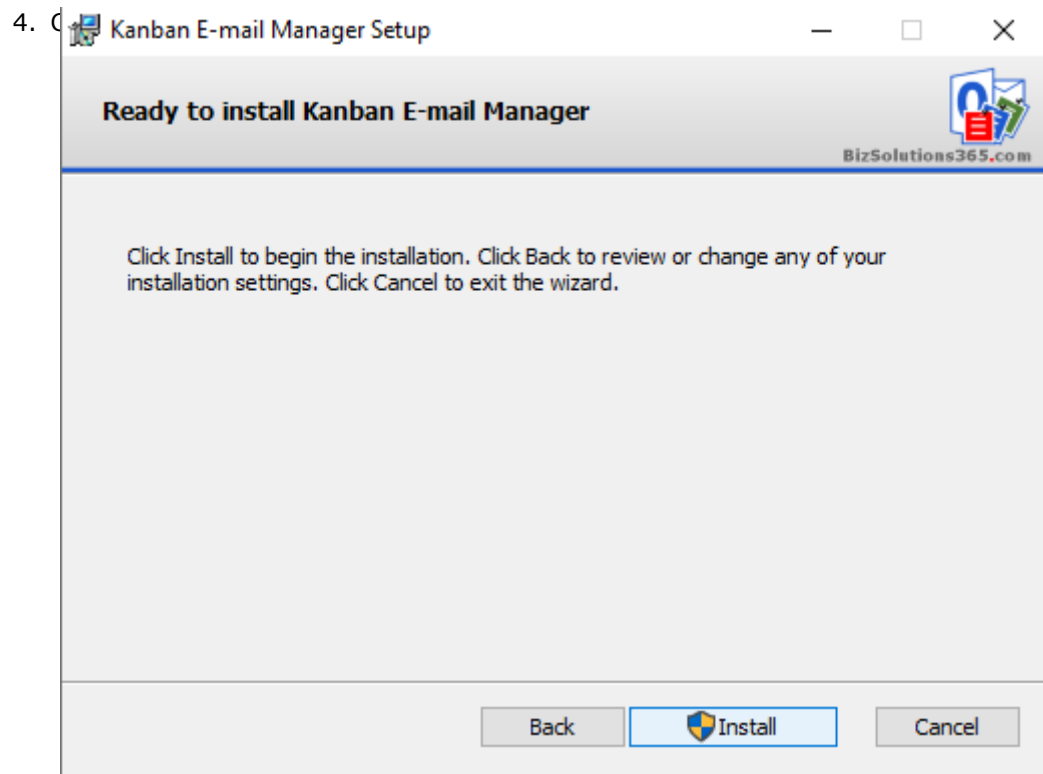 4.
Kanban E-mail Manager Setup
Ready to install Kanban E-mail Manager
BizSolutions365.com
Click Install to begin the installation. Click Back to review or change any of your
installation settings. Click Cancel to exit the wizard.
Back Install Cancel